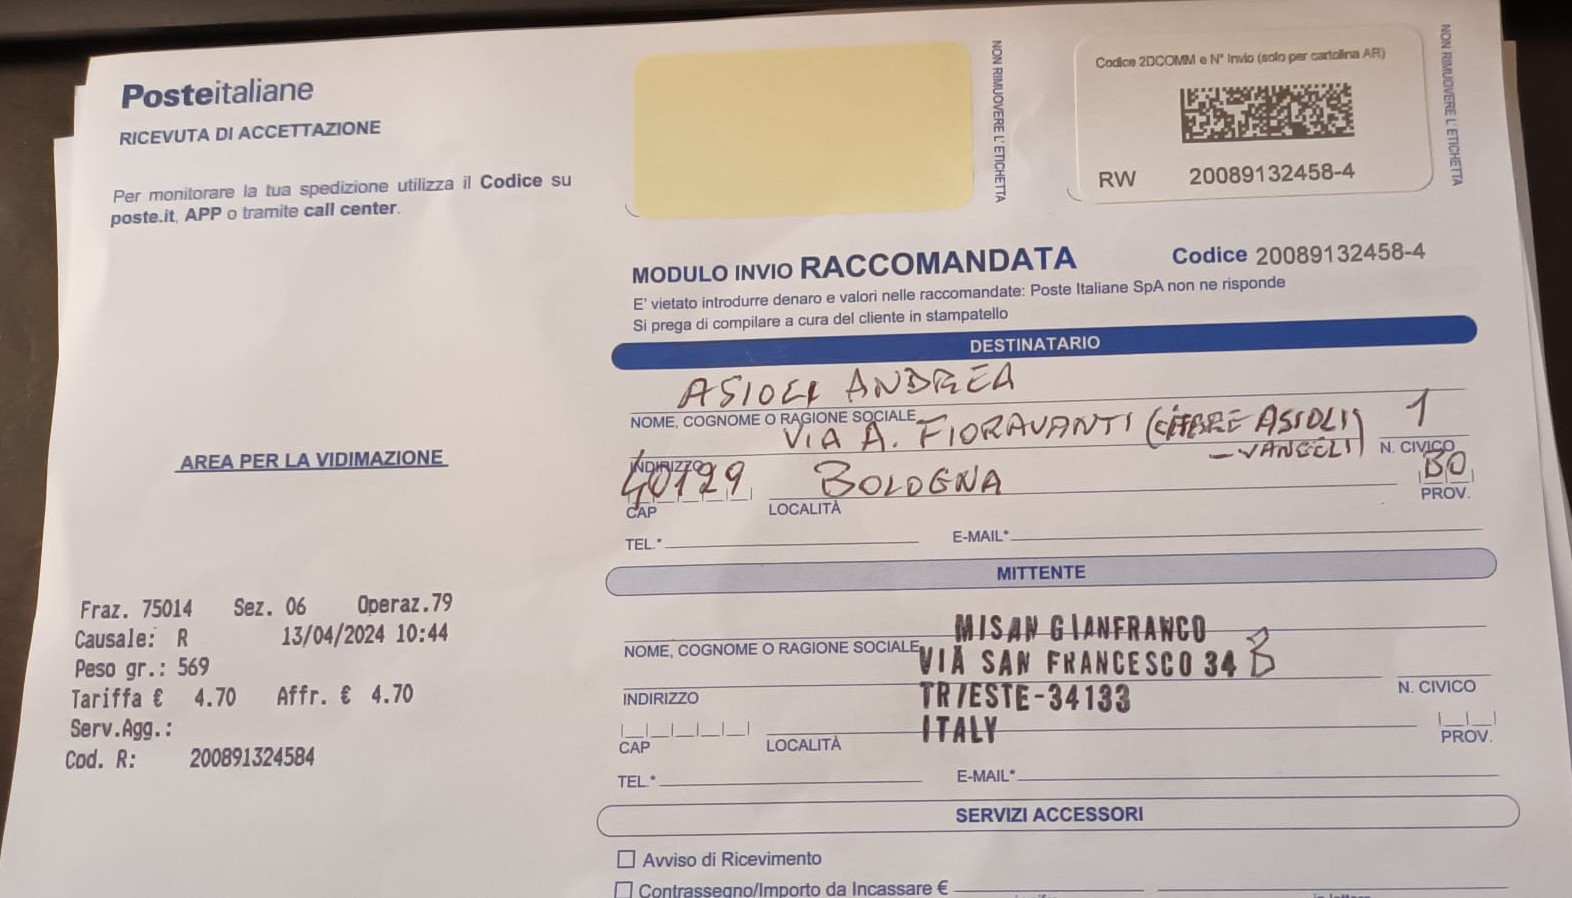 Posteitaliane
RICEVUTA DI ACCETTAZIONE
Per monitorare la tua spedizione utilizza il Codice su
poste.it, APP o tramite call center.
AREA PER LA VIDIMAZIONE
Fraz. 75014 Sez. 06 Operaz.79
Causale: R 13/04/2024 10:44
Peso gr.: 569
Tariffa € 4.70 Affr. € 4.70
Serv.Agg.:
Cod. R: 200891324584
NON RIMUOVERE L'ETICHETTA
Codice 2DCOMM e N° Invio (solo per cartolina AR)
RW 20089132458-4
NON RIMUOVERE L'ETICHETTA
MODULO INVIO RACCOMANDATA Codice 20089132458-4
E' vietato introdurre denaro e valori nelle raccomandate: Poste Italiane SpA non ne risponde
Si prega di compilare a cura del cliente in stampatello
DESTINATARIO
ASIOLI ANDREA
NOME, COGNOME O RAGIONE SOCIALE
VIA A. FIORAVANTI ( ASIOLI 1
- VANGELI)
INDIRIZZO N. CIVICO
40129 BOLOGNA BO
CAP LOCALITÀ PROV.
TEL.* E-MAIL*
MITTENTE
MISAN GIANFRANCO
NOME, COGNOME O RAGIONE SOCIALE
VIA SAN FRANCESCO 34 B
INDIRIZZO N. CIVICO
TRIESTE-34133
ITALY
CAP LOCALITÀ PROV.
TEL.* E-MAIL*
SERVIZI ACCESSORI
Avviso di Ricevimento
Contrassegno/Importo da Incassare €